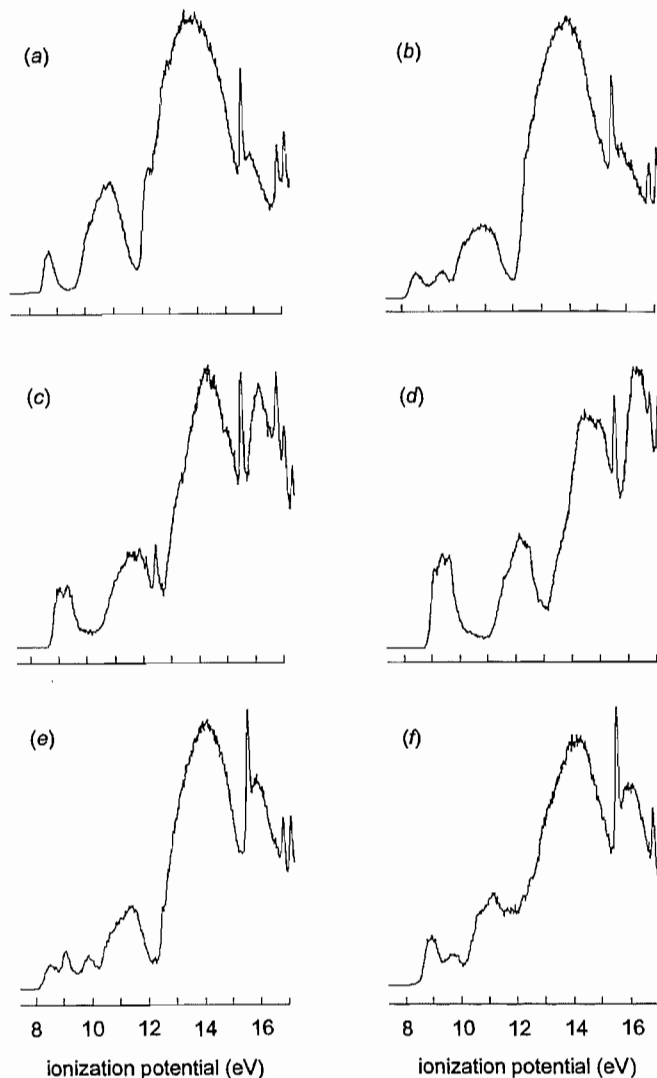 (a)
(b)
(c)
(d)
(e)
(f)
8 10 12 14 16
8 10 12 14 16
ionization potential (eV)
ionization potential (eV)